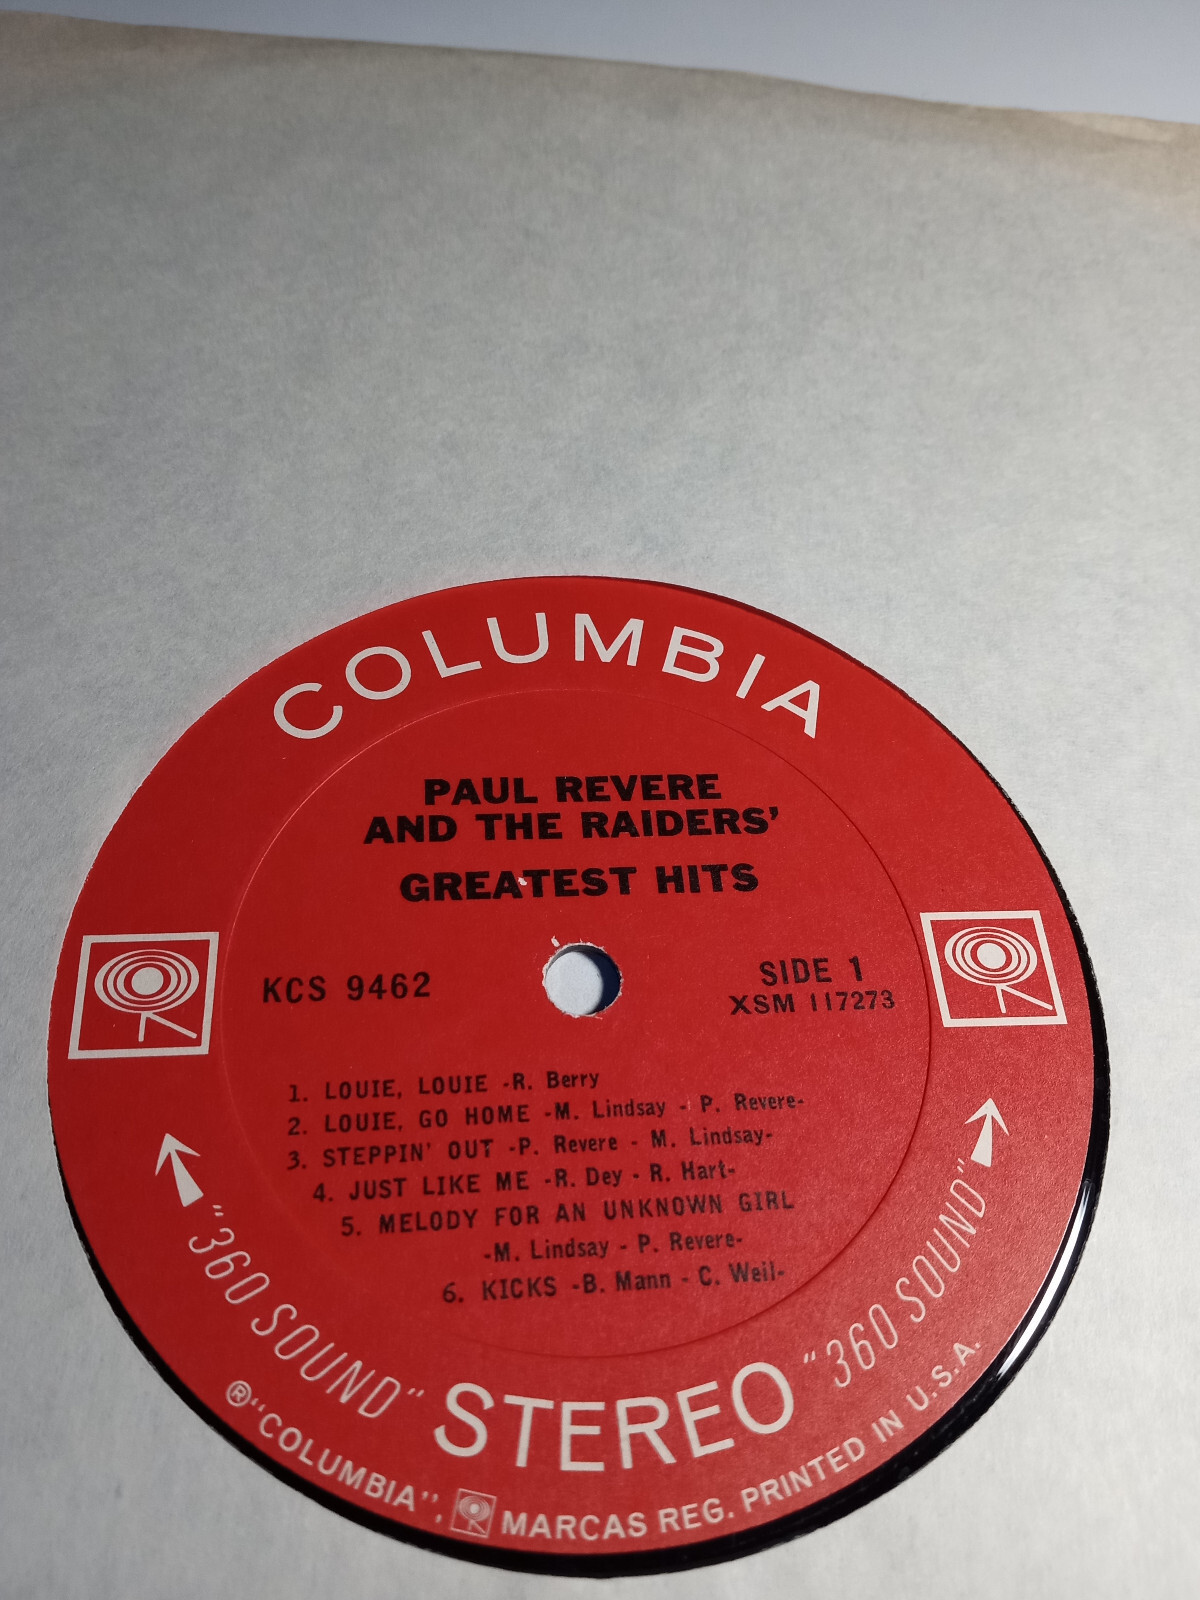 COLUMBIA
PAUL REVERE
AND THE RAIDERS'
GREATEST HITS
KCS 9462
SIDE 1
XSM 117273
1. LOUIE, LOUIE -R. Berry
2. LOUIE, GO HOME -M. Lindsay - P. Revere-
3. STEPPIN' OUT -P. Revere - M. Lindsay-
4. JUST LIKE ME -R. Dey - R. Hart-
5. MELODY FOR AN UNKNOWN GIRL
-M. Lindsay - P. Revere-
6. KICKS -B. Mann - C. Weil-
"360 SOUND" STEREO "360 SOUND"
® "COLUMBIA", MARCAS REG. PRINTED IN U.S.A.